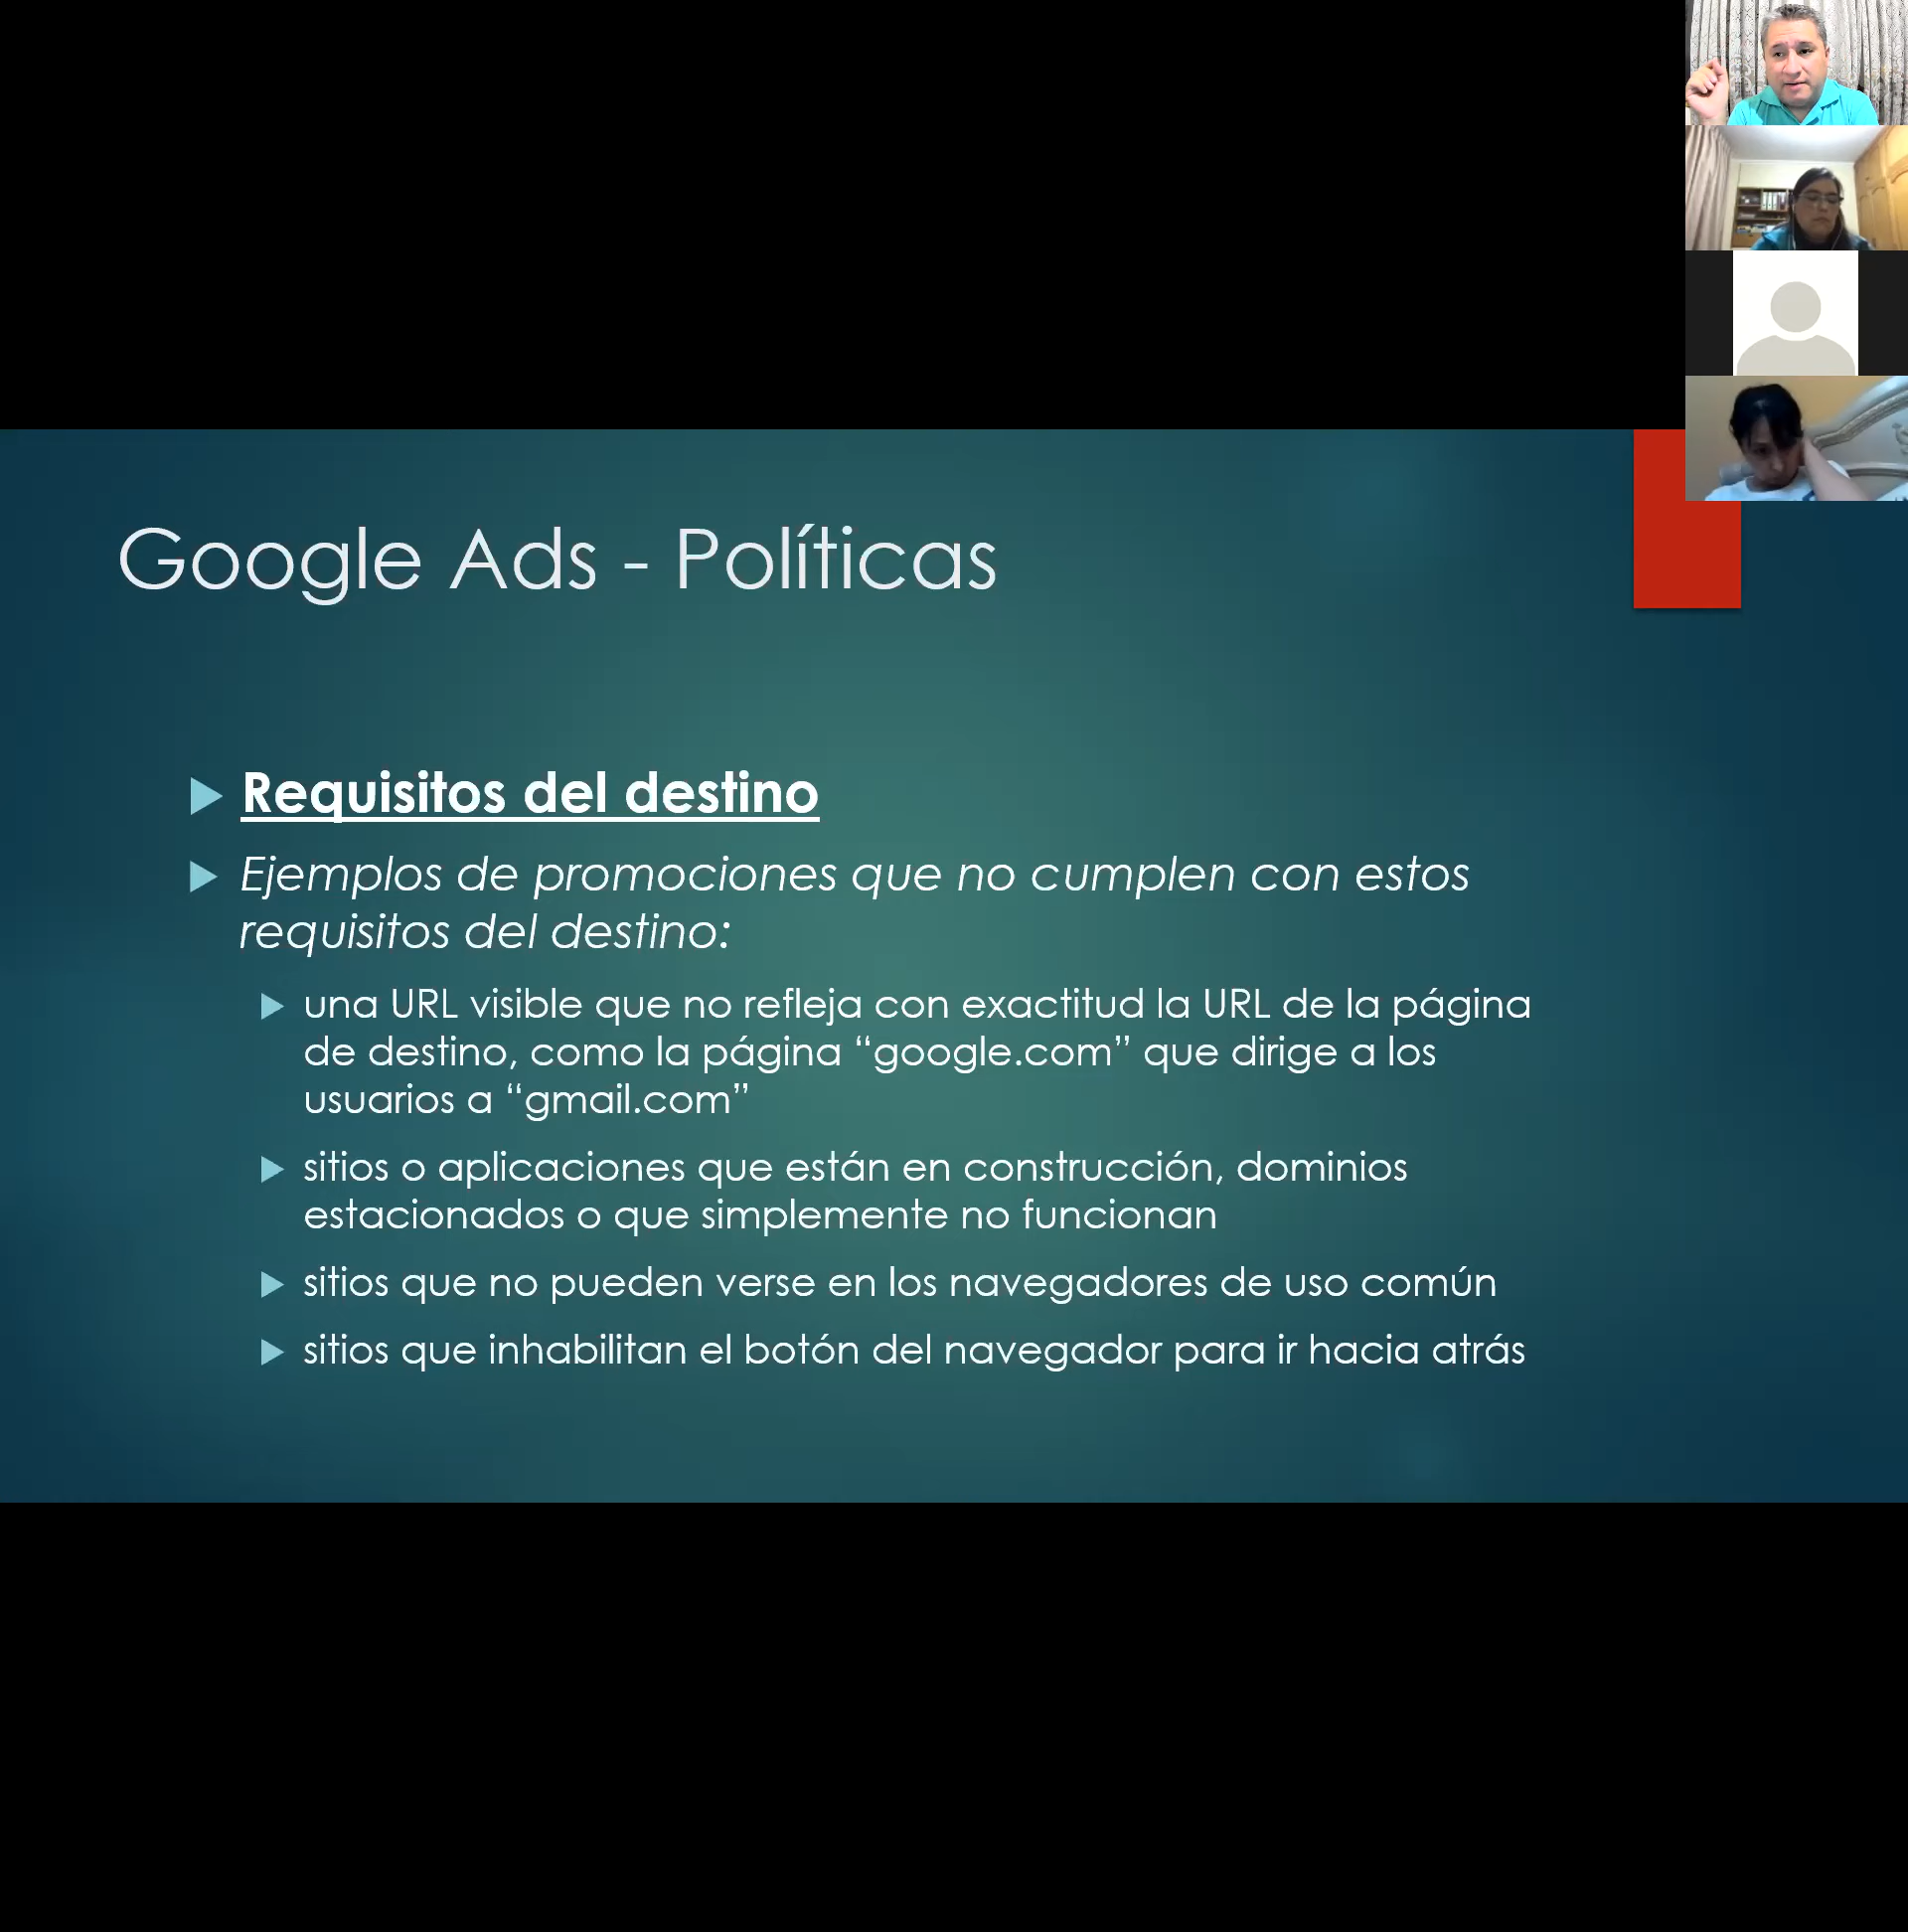 Google Ads - Políticas
Requisitos del destino
Ejemplos de promociones que no cumplen con estos
requisitos del destino:
una URL visible que no refleja con exactitud la URL de la página
de destino, como la página “google.com” que dirige a los
usuarios a “gmail.com”
sitios o aplicaciones que están en construcción, dominios
estacionados o que simplemente no funcionan
sitios que no pueden verse en los navegadores de uso común
sitios que inhabilitan el botón del navegador para ir hacia atrás